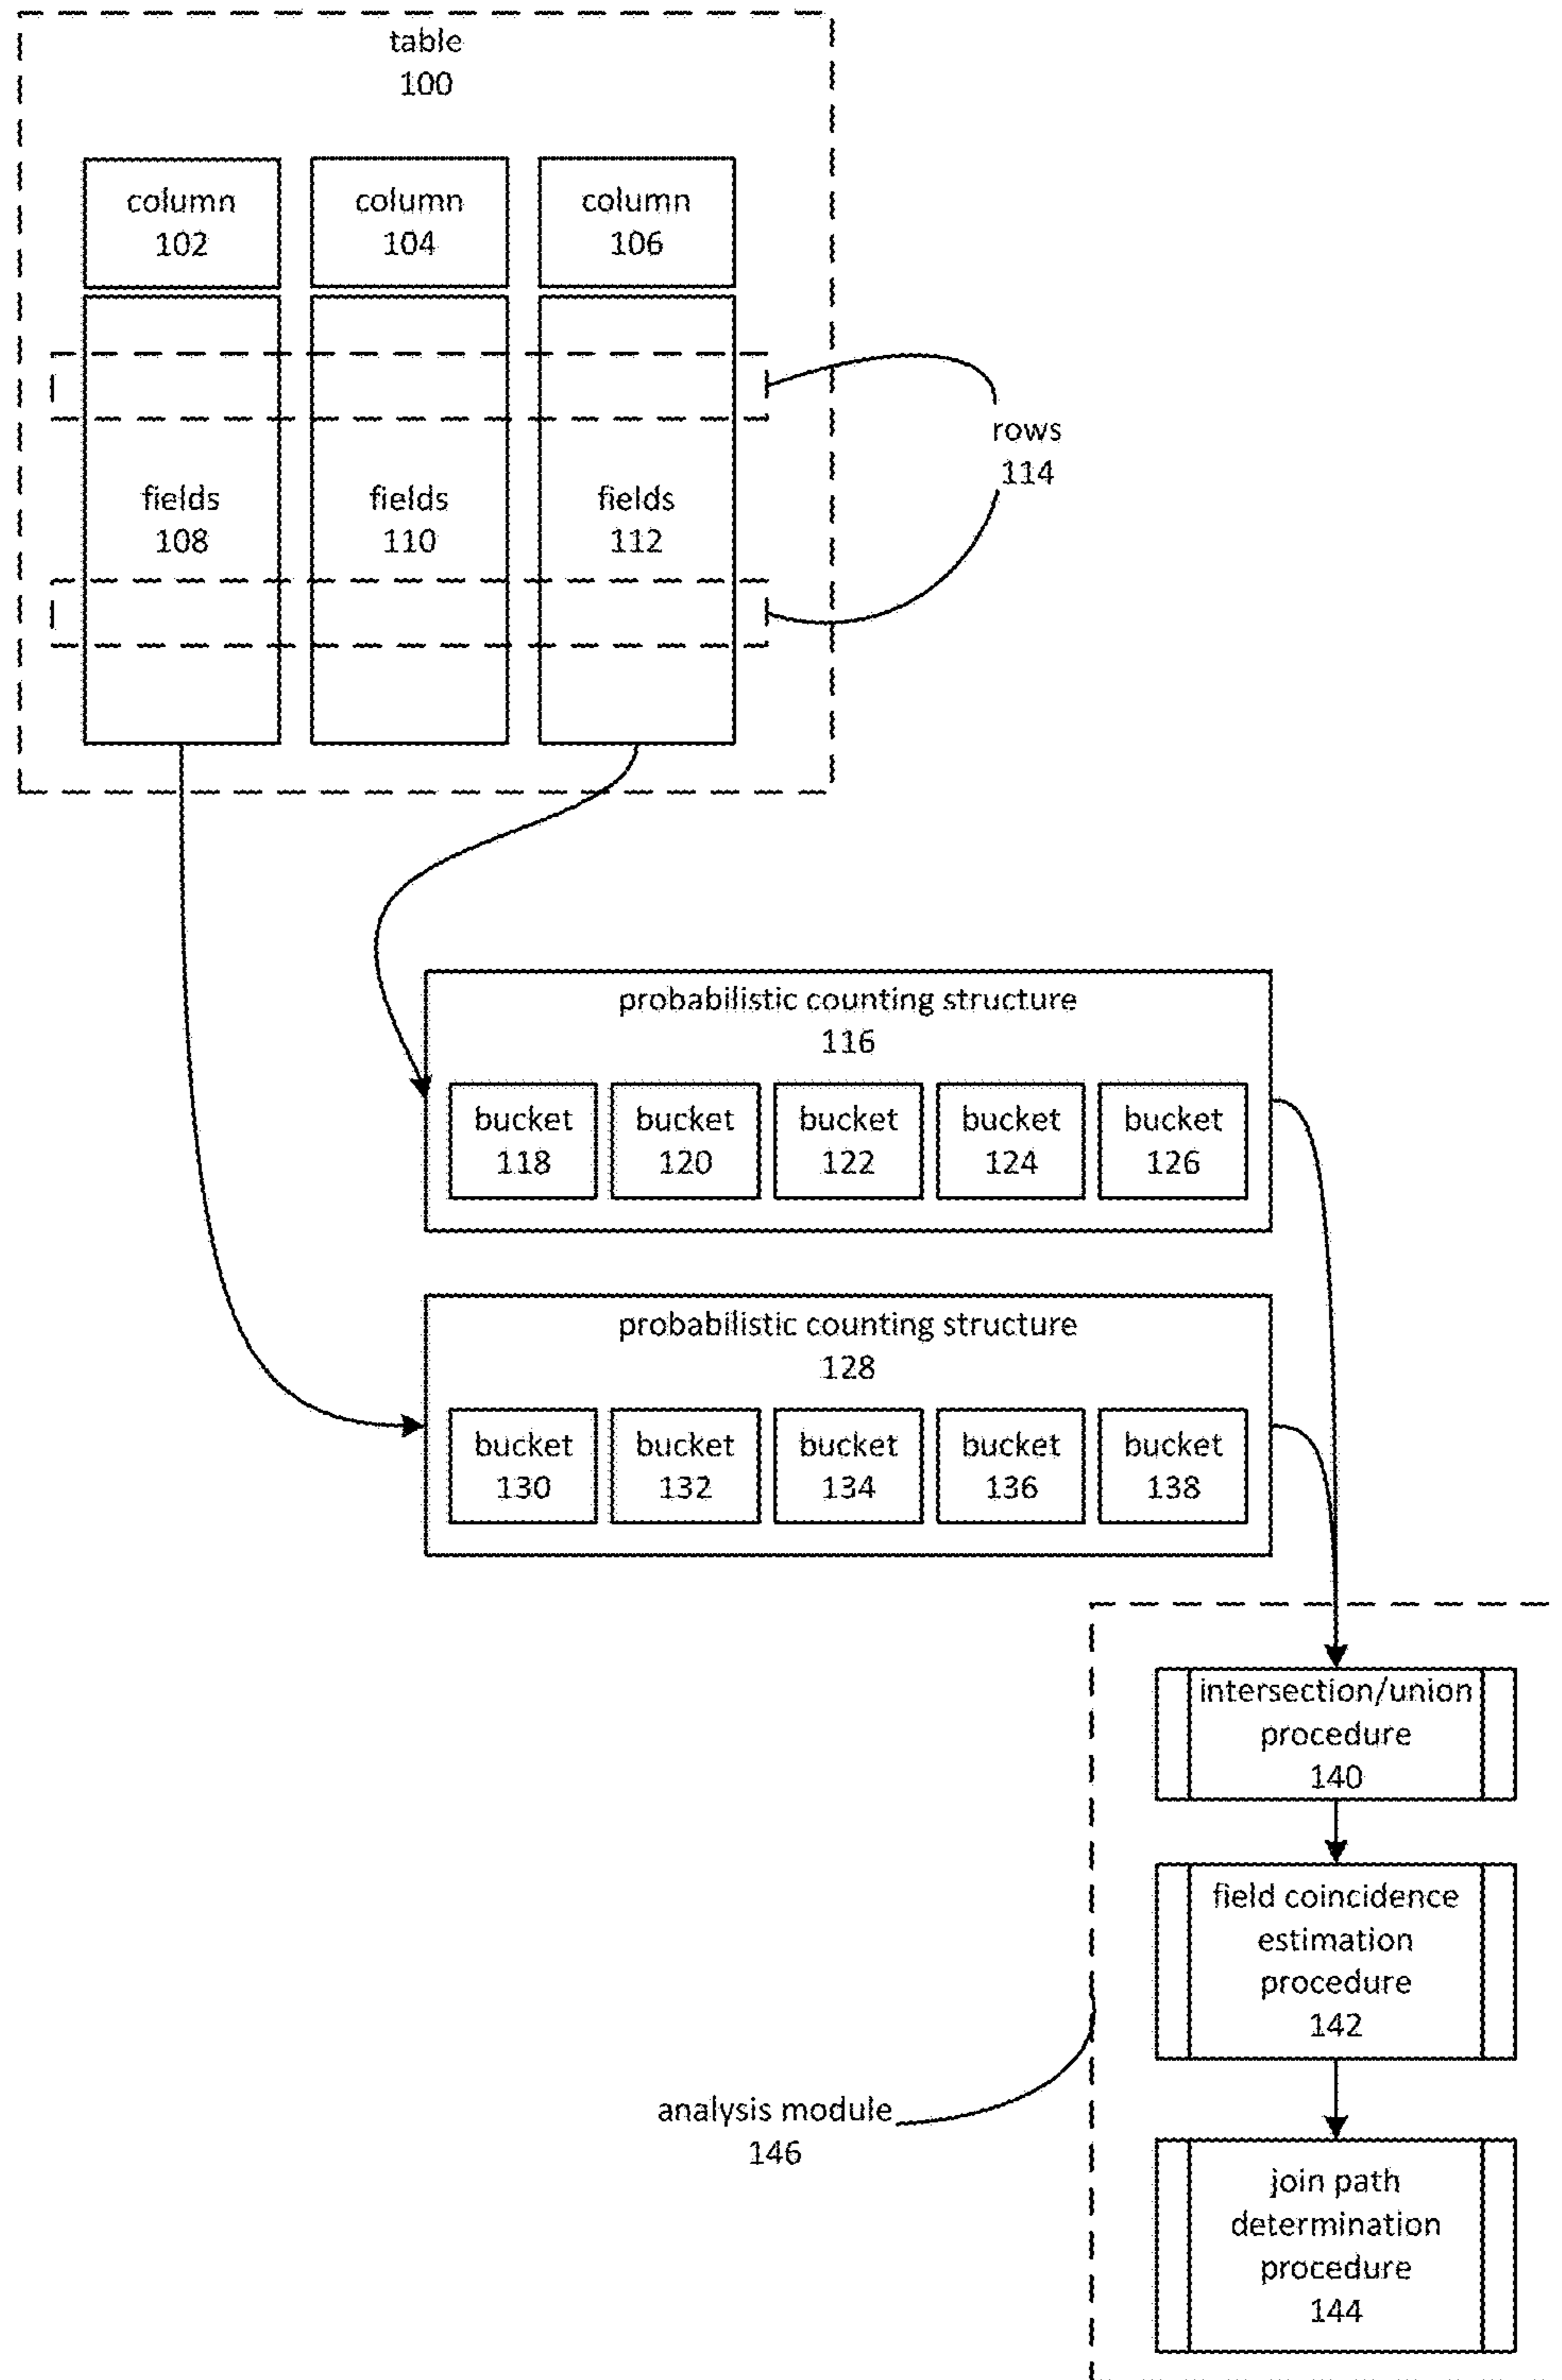 table
100
column
102
column
104
column
106
rows
114
fields
108
fields
110
fields
112
probabilistic counting structure
116
bucket
118
bucket
120
bucket
122
bucket
124
bucket
126
probabilistic counting structure
128
bucket
130
bucket
132
bucket
134
bucket
136
bucket
138
intersection/union
procedure
140
field coincidence
estimation
procedure
142
analysis module
146
join path
determination
procedure
144